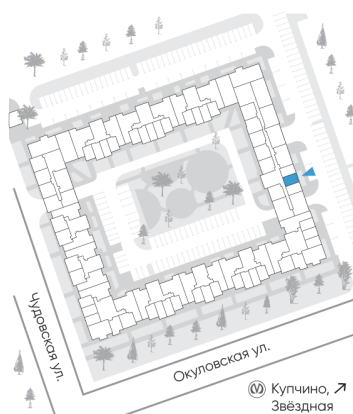 Чудовская ул.
Окуловская ул.
М Купчино, ↗
Звёздная